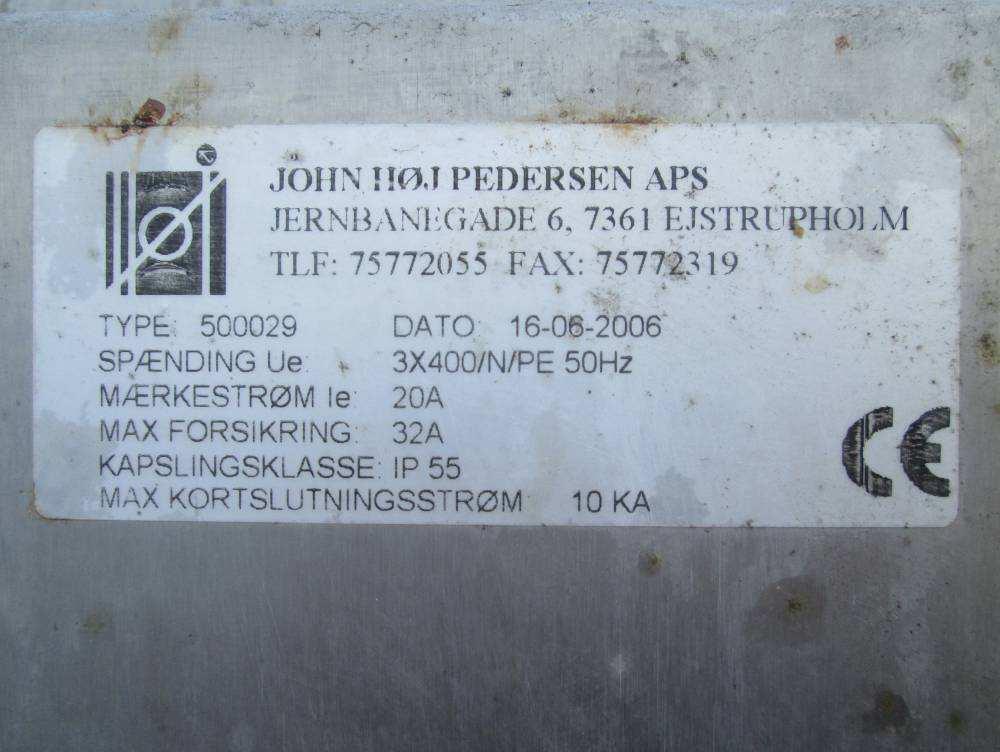 JOHN HØJ PEDERSEN APS
JERNBANEGADE 6, 7361 EJSTRUPHOLM
TLF: 75772055 FAX: 75772319
TYPE: 500029 DATO: 16-06-2006
SPÆNDING Ue: 3X400/N/PE 50Hz
MÆRKESTRØM Ie: 20A
MAX FORSIKRING: 32A
KAPSLINGSKLASSE: IP 55
MAX KORTSLUTNINGSSTRØM: 10 KA
CE